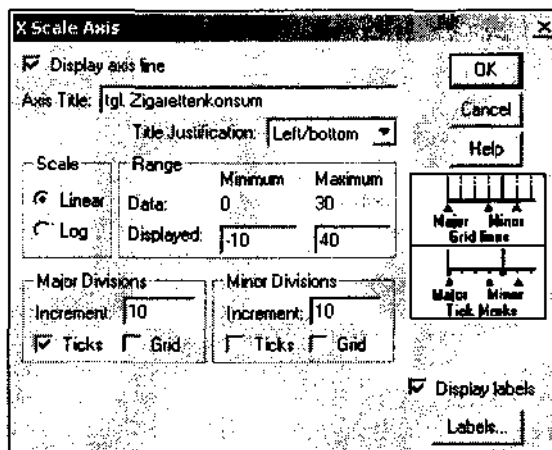 X Scale Axis
Display axis line
Axis Title: tgl. Zigarettenkonsum
Title Justification: Left/bottom
OK
Cancel
Help
Scale
Linear
Log
Range
Minimum Maximum
Data: 0 30
Displayed: -10 40
Major Minor
Grid lines
Major Minor
Tick Marks
Major Divisions
Increment: 10
Ticks Grid
Minor Divisions
Increment: 10
Ticks Grid
Display labels
Labels...